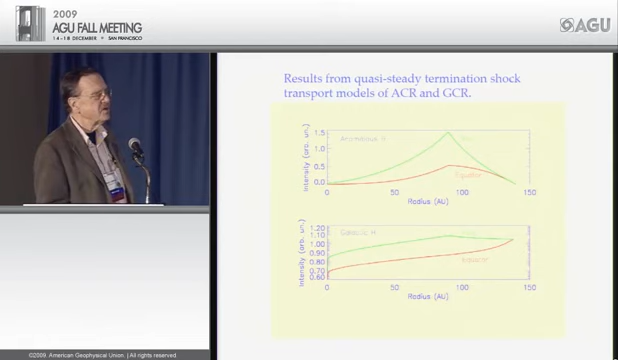 2009
AGU FALL MEETING
14-18 DECEMBER • SAN FRANCISCO
AGU
Results from quasi-steady termination shock
transport models of ACR and GCR.
Intensity (arb. un.)
1.5
1.0
0.5
0.0
Anomalous H
Equator
0
50
100
150
Radius (AU)
Intensity (arb. un.)
1.20
1.10
1.00
0.90
0.80
0.70
0.60
Galactic H
Equator
0
50
100
150
Radius (AU)
©2009. American Geophysical Union. | All rights reserved.